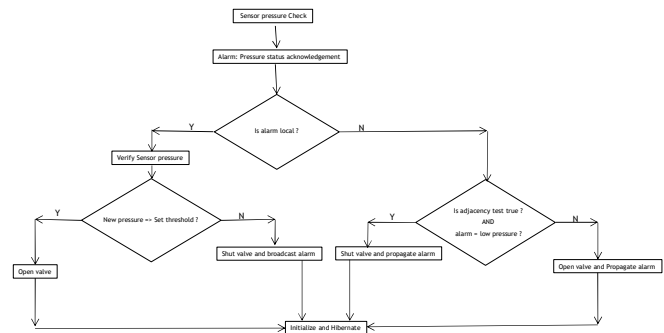 Sensor pressure Check
Alarm: Pressure status acknowledgement
Is alarm local ?
Y
N
Verify Sensor pressure
New pressure => Set threshold ?
Y
N
Is adjacency test true ?
AND
alarm = low pressure ?
Y
N
Open valve
Shut valve and broadcast alarm
Shut valve and propagate alarm
Open valve and Propagate alarm
Initialize and Hibernate